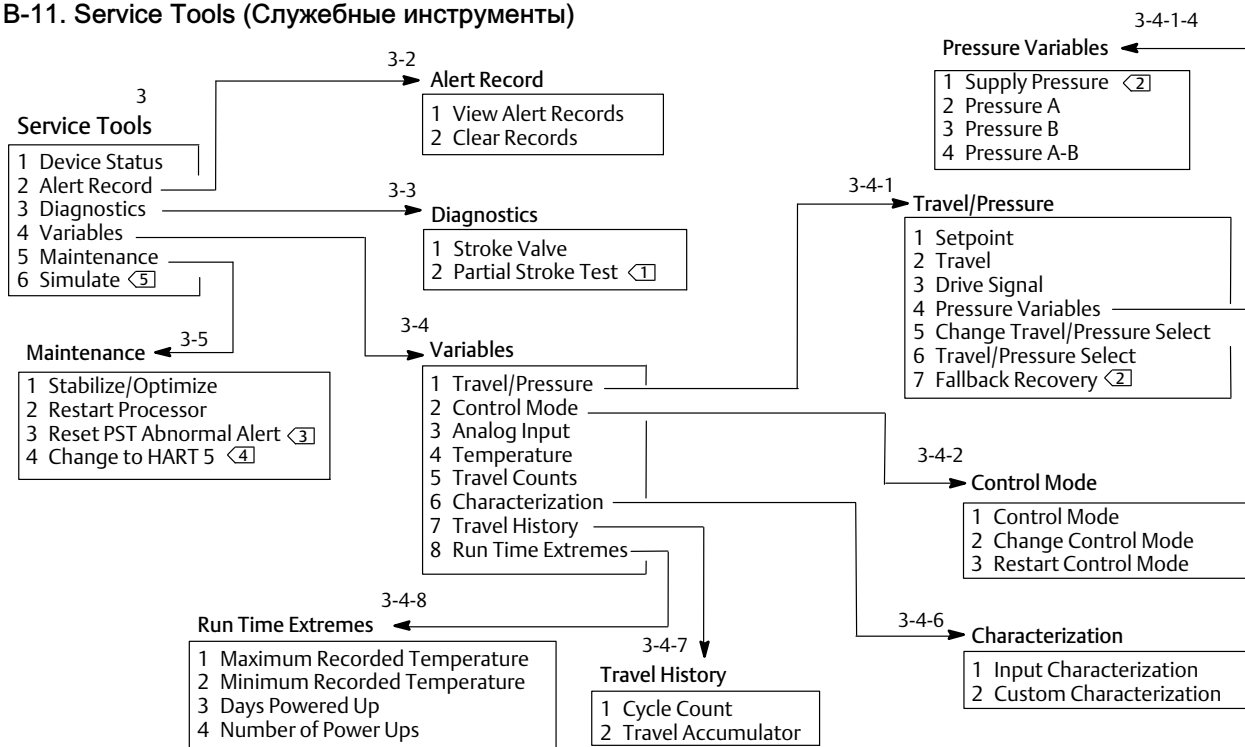 B-11. Service Tools (Служебные инструменты)
3
Service Tools
1 Device Status
2 Alert Record
3 Diagnostics
4 Variables
5 Maintenance
6 Simulate 5
3-2
Alert Record
1 View Alert Records
2 Clear Records
3-3
Diagnostics
1 Stroke Valve
2 Partial Stroke Test 1
3-4
Variables
1 Travel/Pressure
2 Control Mode
3 Analog Input
4 Temperature
5 Travel Counts
6 Characterization
7 Travel History
8 Run Time Extremes
3-5
Maintenance
1 Stabilize/Optimize
2 Restart Processor
3 Reset PST Abnormal Alert 3
4 Change to HART 5 4
3-4-1-4
Pressure Variables
1 Supply Pressure 2
2 Pressure A
3 Pressure B
4 Pressure A-B
3-4-1
Travel/Pressure
1 Setpoint
2 Travel
3 Drive Signal
4 Pressure Variables
5 Change Travel/Pressure Select
6 Travel/Pressure Select
7 Fallback Recovery 2
3-4-2
Control Mode
1 Control Mode
2 Change Control Mode
3 Restart Control Mode
3-4-6
Characterization
1 Input Characterization
2 Custom Characterization
3-4-7
Travel History
1 Cycle Count
2 Travel Accumulator
3-4-8
Run Time Extremes
1 Maximum Recorded Temperature
2 Minimum Recorded Temperature
3 Days Powered Up
4 Number of Power Ups